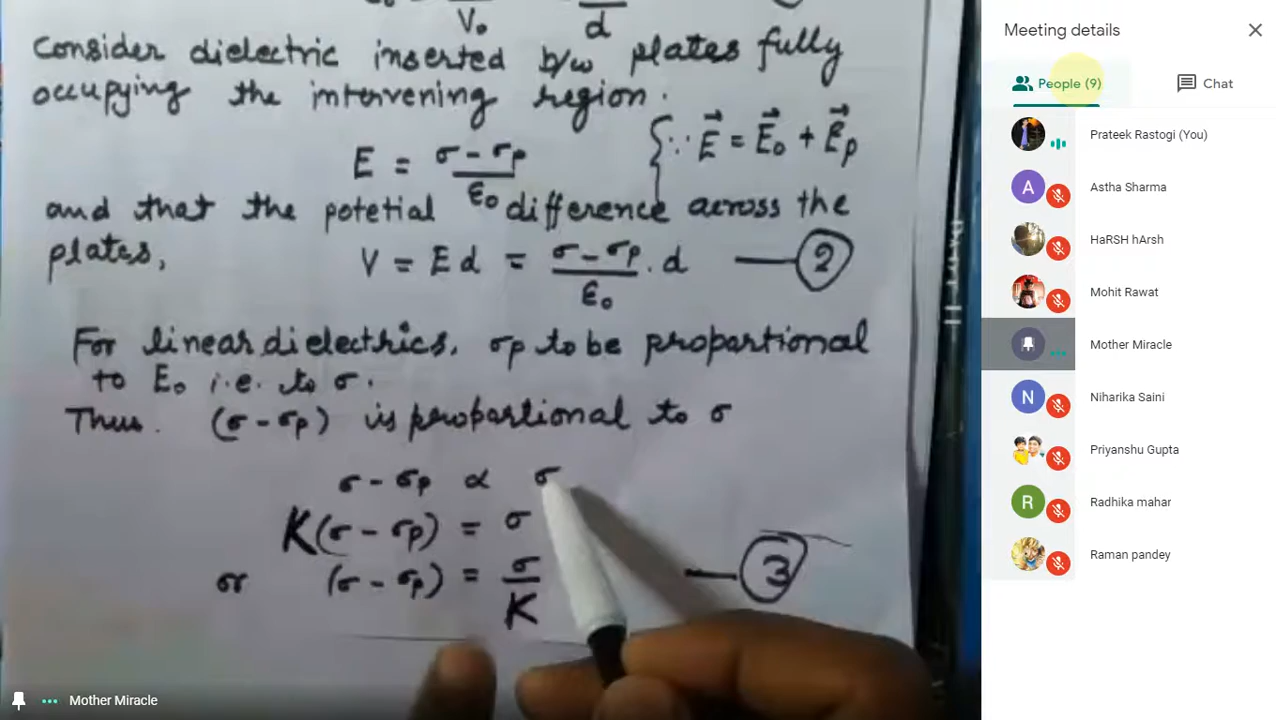 V₀ d
Consider dielectric inserted b/w plates fully
occupying the intervening region.
E = σ - σp / ε₀ { ∵ E⃗ = E⃗₀ + E⃗p
and that the potetial difference across the
plates, V = Ed = σ - σp / ε₀ . d — 2
For linear dielectrics, σp to be proportional
to E₀ i.e. to σ.
Thus. (σ - σp) is propartional to σ
σ - σp ∝ σ
K(σ - σp) = σ
or (σ - σp) = σ / K — 3
Mother Miracle
Meeting details
People (9) Chat
Prateek Rastogi (You)
A Astha Sharma
HaRSH hArsh
Mohit Rawat
Mother Miracle
N Niharika Saini
Priyanshu Gupta
R Radhika mahar
Raman pandey